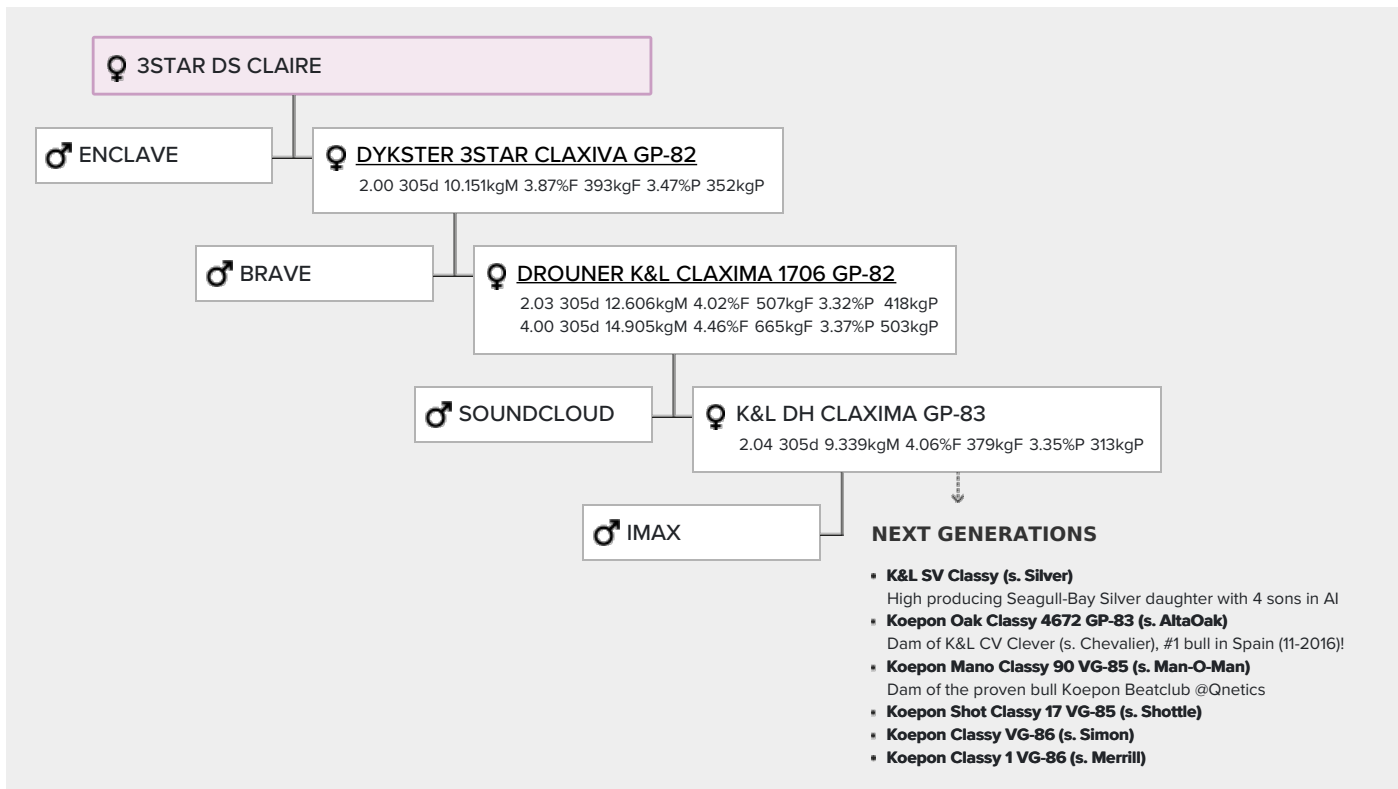 3STAR DS CLAIRE
ENCLAVE
DYKSTER 3STAR CLAXIVA GP-82
2.00 305d 10.151kgM 3.87%F 393kgF 3.47%P 352kgP
BRAVE
DROUNER K&L CLAXIMA 1706 GP-82
2.03 305d 12.606kgM 4.02%F 507kgF 3.32%P 418kgP
4.00 305d 14.905kgM 4.46%F 665kgF 3.37%P 503kgP
SOUNDCLOUD
K&L DH CLAXIMA GP-83
2.04 305d 9.339kgM 4.06%F 379kgF 3.35%P 313kgP
IMAX
NEXT GENERATIONS
K&L SV Classy (s. Silver)
High producing Seagull-Bay Silver daughter with 4 sons in AI
Koepon Oak Classy 4672 GP-83 (s. AltaOak)
Dam of K&L CV Clever (s. Chevalier), #1 bull in Spain (11-2016)!
Koepon Mano Classy 90 VG-85 (s. Man-O-Man)
Dam of the proven bull Koepon Beatclub @Qnetics
Koepon Shot Classy 17 VG-85 (s. Shottle)
Koepon Classy VG-86 (s. Simon)
Koepon Classy 1 VG-86 (s. Merrill)